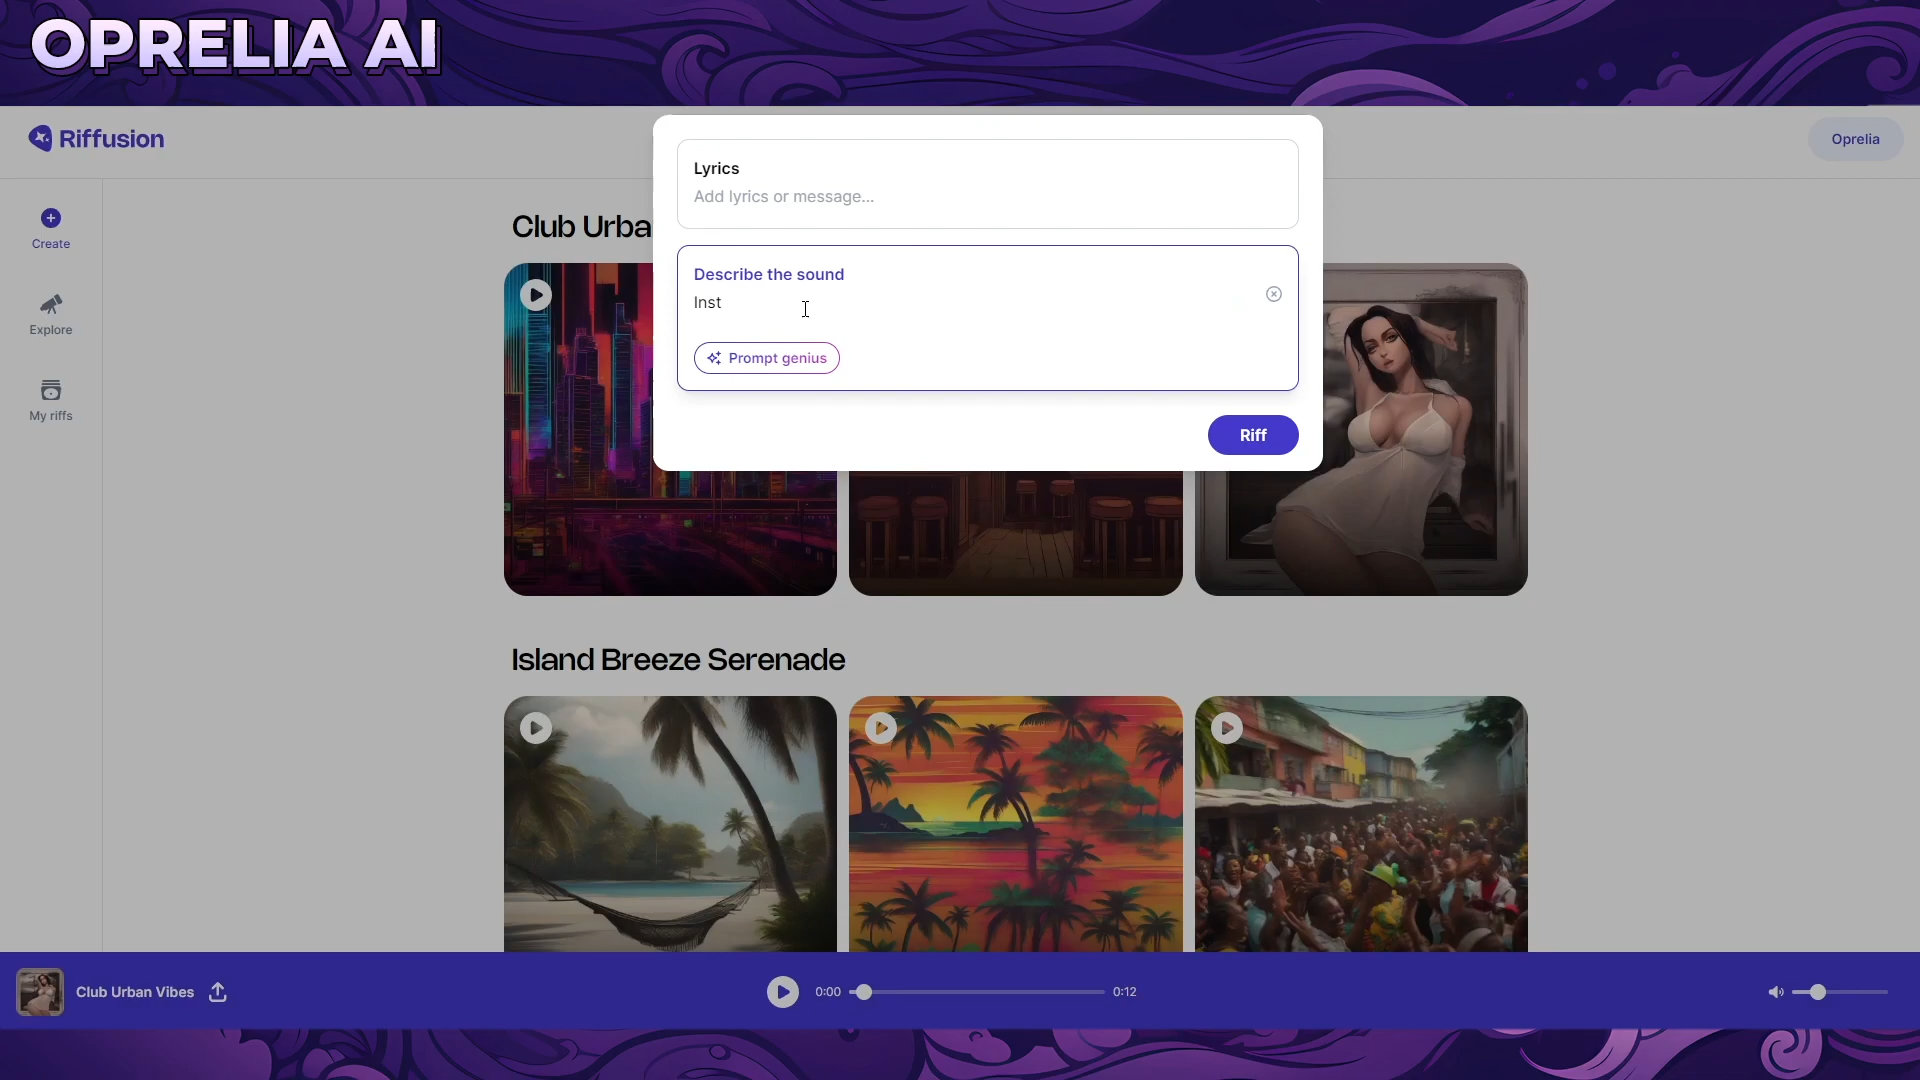 OPRELIA AI
Riffusion
Oprelia
Lyrics
Add lyrics or message...
Create
Club Urba
Describe the sound
Inst
Explore
Prompt genius
My riffs
Riff
Island Breeze Serenade
Club Urban Vibes
0:00
0:12